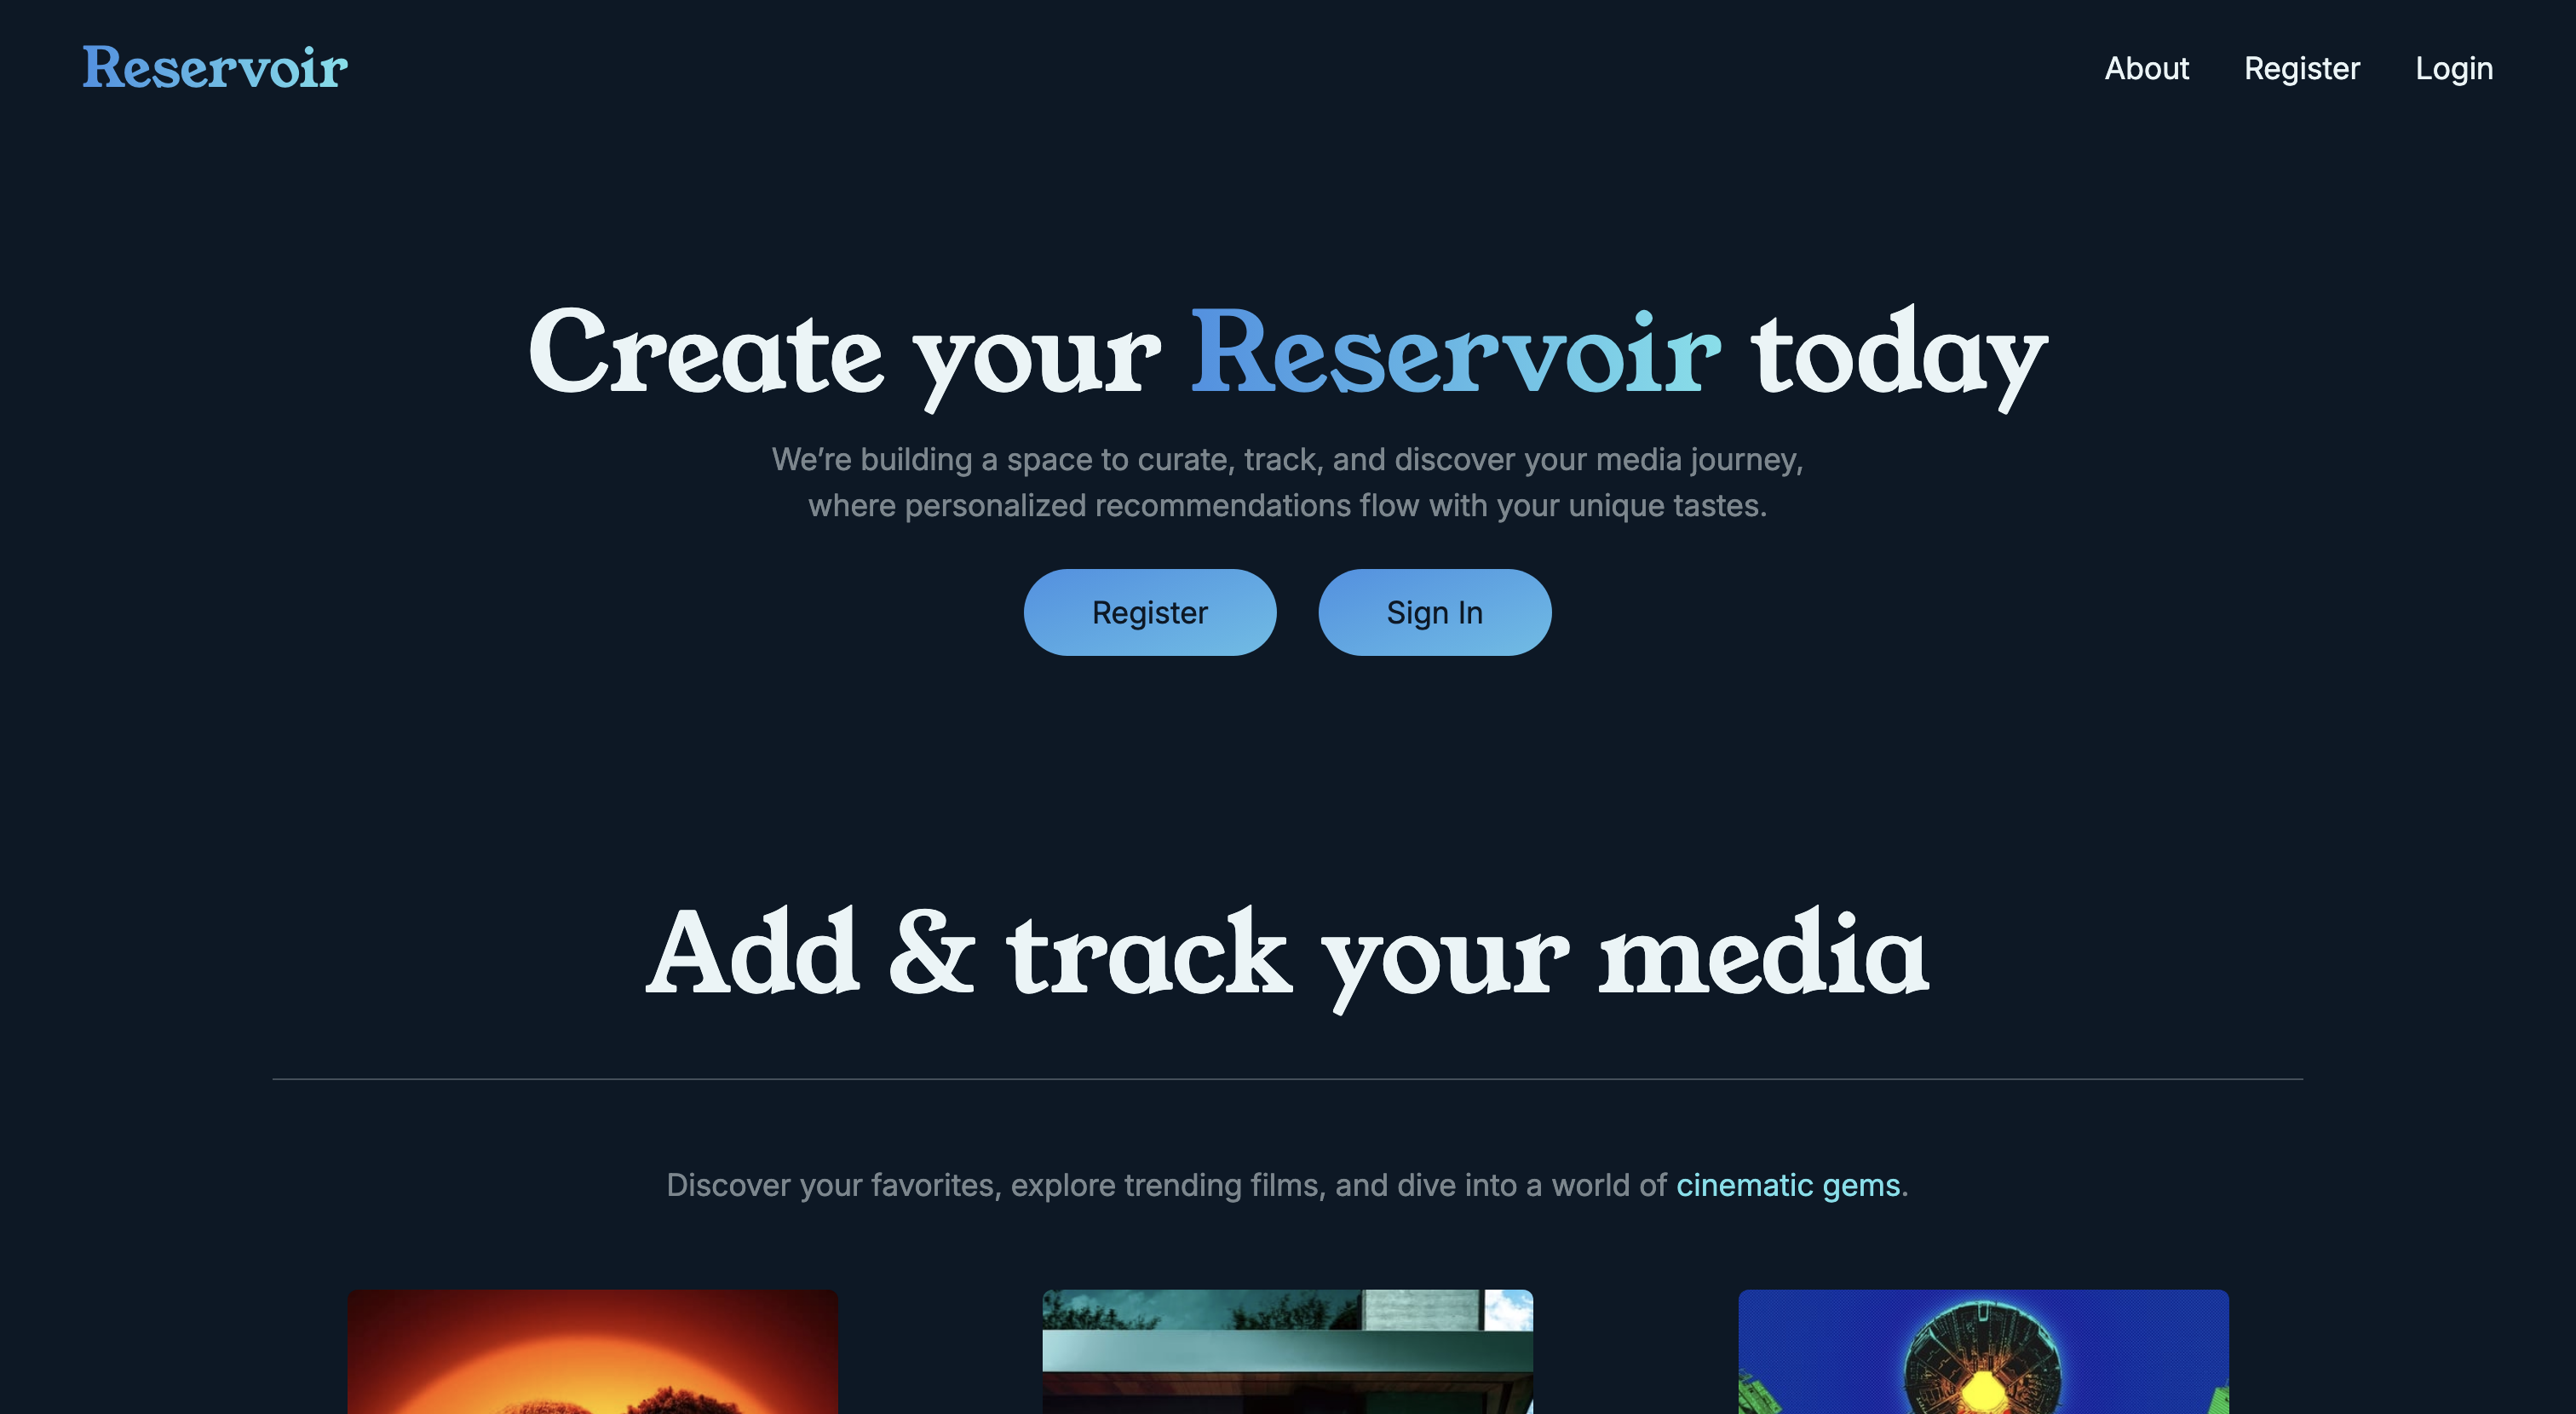 Reservoir
About
Register
Login
Create your Reservoir today
We’re building a space to curate, track, and discover your media journey,
where personalized recommendations flow with your unique tastes.
Register
Sign In
Add & track your media
Discover your favorites, explore trending films, and dive into a world of cinematic gems.